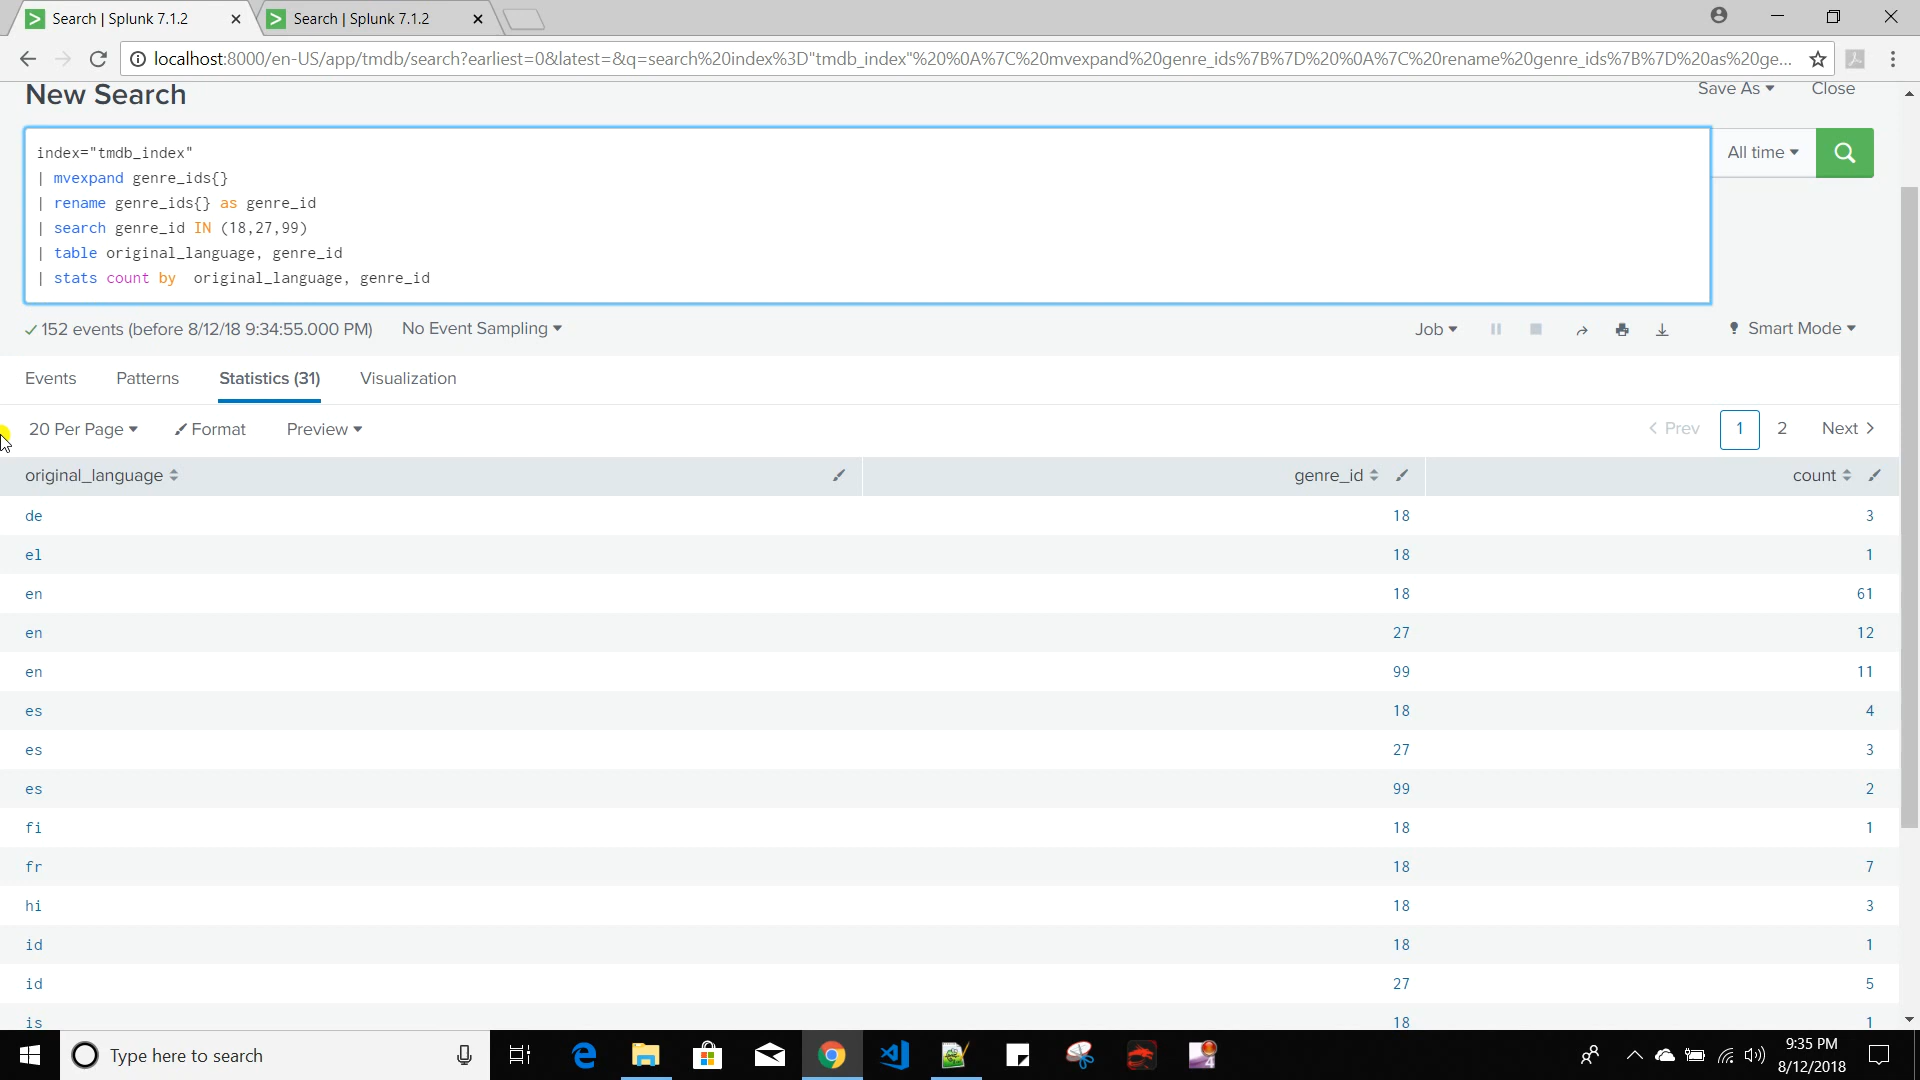 Search | Splunk 7.1.2
Search | Splunk 7.1.2
localhost:8000/en-US/app/tmdb/search?earliest=0&latest=&q=search%20index%3D"tmdb_index"%20%0A%7C%20mvexpand%20genre_ids%7B%7D%20%0A%7C%20rename%20genre_ids%7B%7D%20as%20ge...
New Search
Save As
Close
index="tmdb_index"
| mvexpand genre_ids{}
| rename genre_ids{} as genre_id
| search genre_id IN (18,27,99)
| table original_language, genre_id
| stats count by  original_language, genre_id
All time
152 events (before 8/12/18 9:34:55.000 PM)
No Event Sampling
Job
Smart Mode
Events
Patterns
Statistics (31)
Visualization
20 Per Page
Format
Preview
< Prev
1
2
Next >
original_language
genre_id
count
de 18 3
el 18 1
en 18 61
en 27 12
en 99 11
es 18 4
es 27 3
es 99 2
fi 18 1
fr 18 7
hi 18 3
id 18 1
id 27 5
is 18 1
Type here to search
9:35 PM
8/12/2018